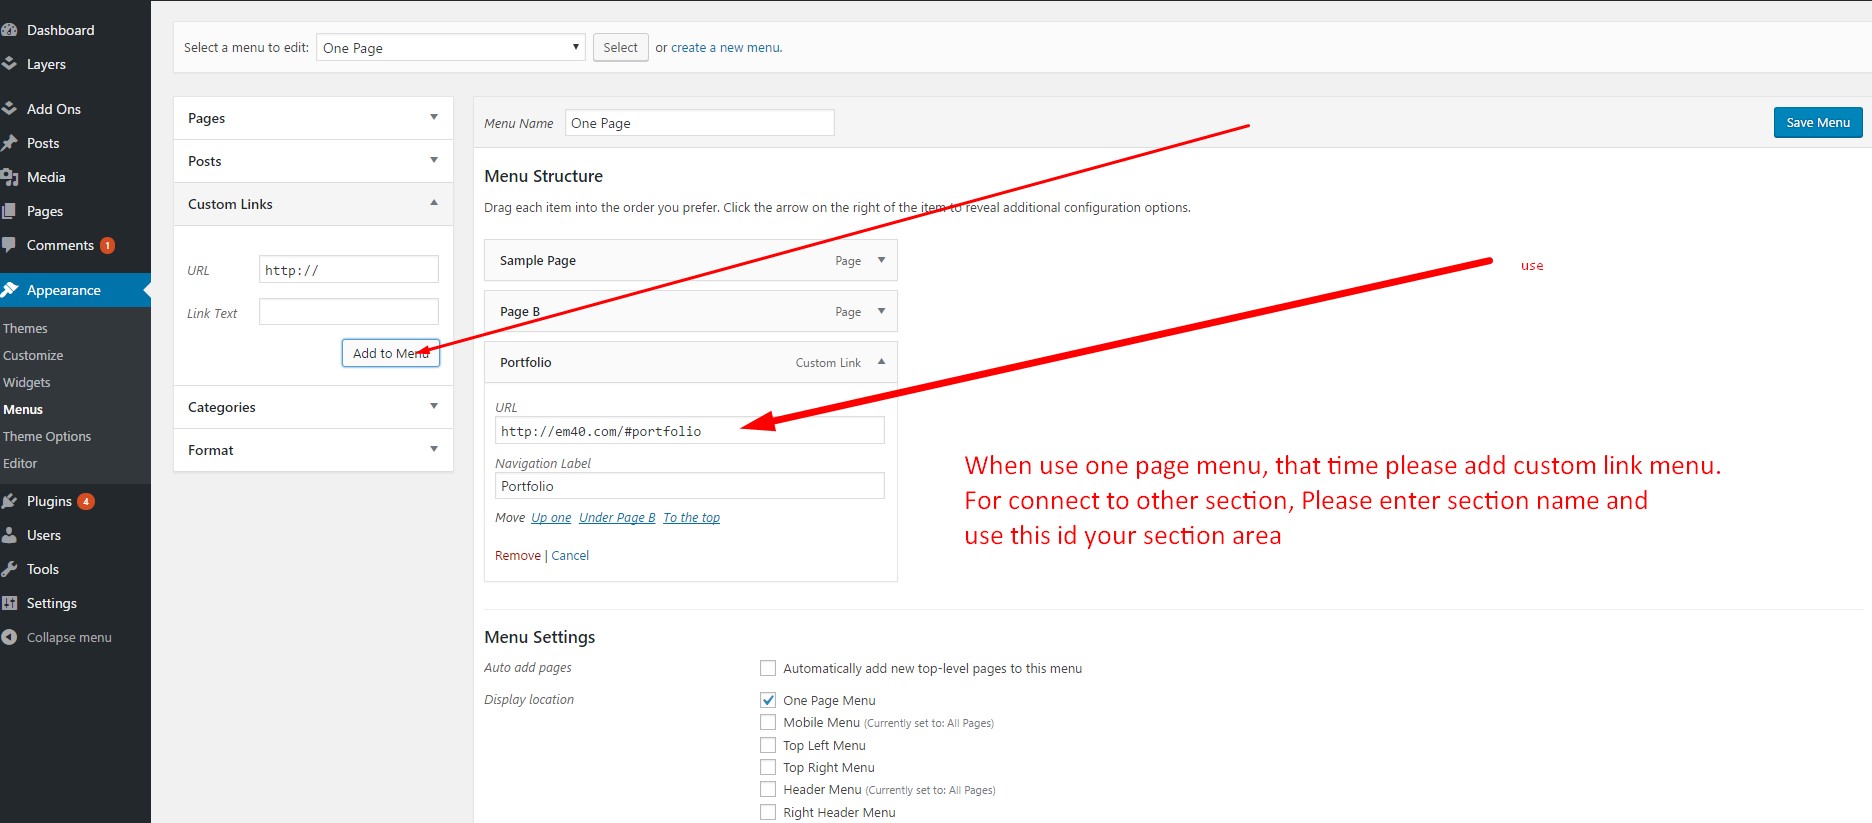 Dashboard
Layers
Add Ons
Posts
Media
Pages
Comments 1
Appearance
Themes
Customize
Widgets
Menus
Theme Options
Editor
Plugins 4
Users
Tools
Settings
Collapse menu
Select a menu to edit: One Page Select or create a new menu.
Pages
Posts
Custom Links
URL http://
Link Text
Add to Menu
Categories
Format
Menu Name One Page Save Menu
Menu Structure
Drag each item into the order you prefer. Click the arrow on the right of the item to reveal additional configuration options.
Sample Page Page
Page B Page
Portfolio Custom Link
URL
http://em40.com/#portfolio
Navigation Label
Portfolio
Move Up one Under Page B To the top
Remove | Cancel
use
When use one page menu, that time please add custom link menu.
For connect to other section, Please enter section name and
use this id your section area
Menu Settings
Auto add pages Automatically add new top-level pages to this menu
Display location One Page Menu
Mobile Menu (Currently set to: All Pages)
Top Left Menu
Top Right Menu
Header Menu (Currently set to: All Pages)
Right Header Menu